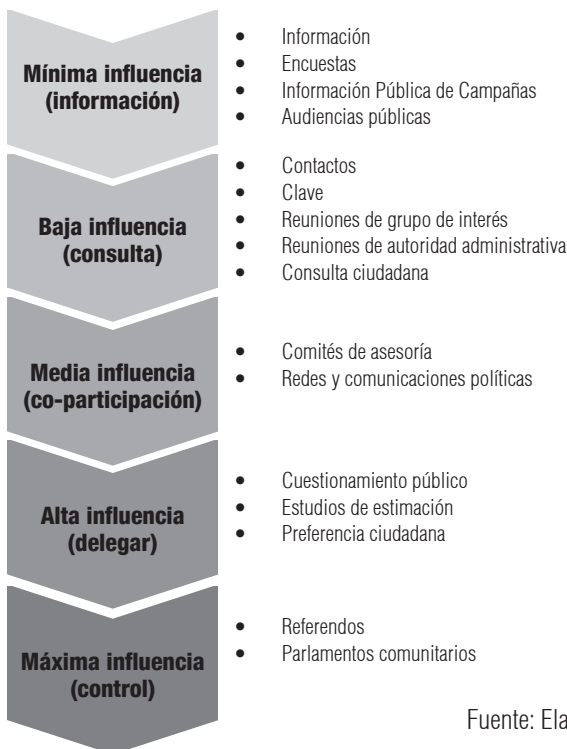 Mínima influencia
(información)
• Información
• Encuestas
• Información Pública de Campañas
• Audiencias públicas
Baja influencia
(consulta)
• Contactos
• Clave
• Reuniones de grupo de interés
• Reuniones de autoridad administrativa
• Consulta ciudadana
Media influencia
(co-participación)
• Comités de asesoría
• Redes y comunicaciones políticas
Alta influencia
(delegar)
• Cuestionamiento público
• Estudios de estimación
• Preferencia ciudadana
Máxima influencia
(control)
• Referendos
• Parlamentos comunitarios
Fuente: Ela